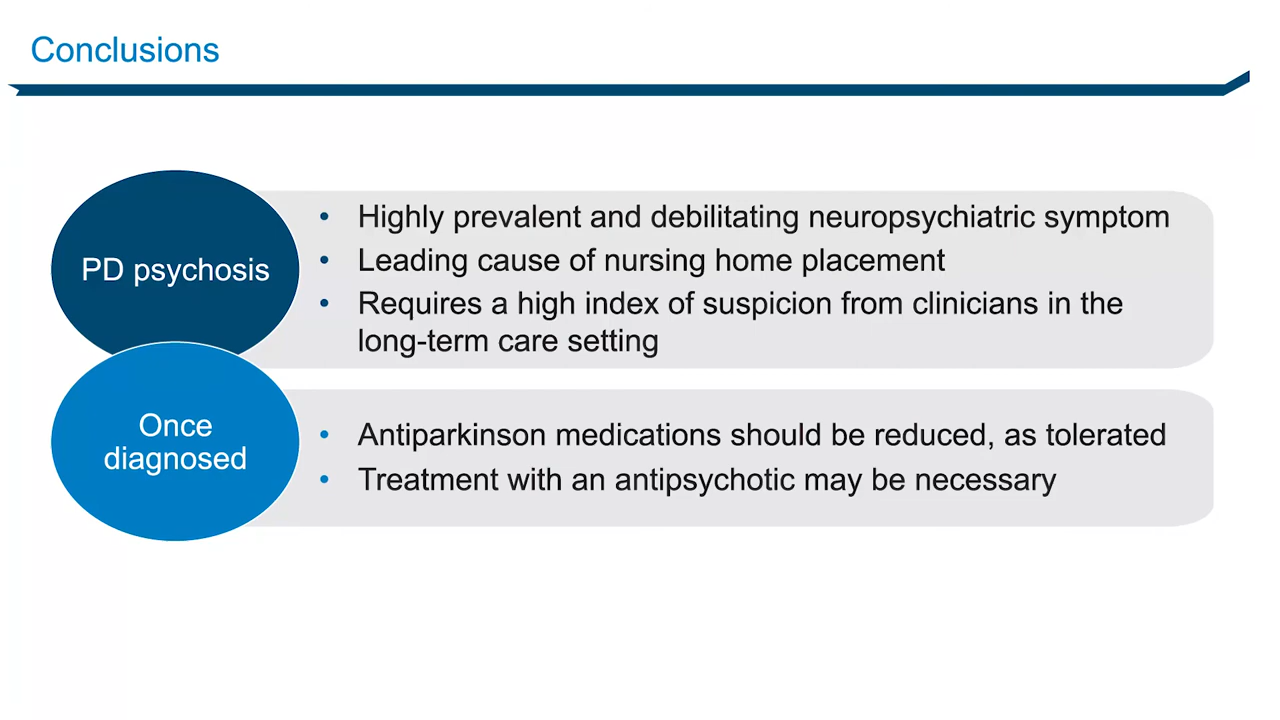 Conclusions
PD psychosis
• Highly prevalent and debilitating neuropsychiatric symptom
• Leading cause of nursing home placement
• Requires a high index of suspicion from clinicians in the
long-term care setting
Once
diagnosed
• Antiparkinson medications should be reduced, as tolerated
• Treatment with an antipsychotic may be necessary